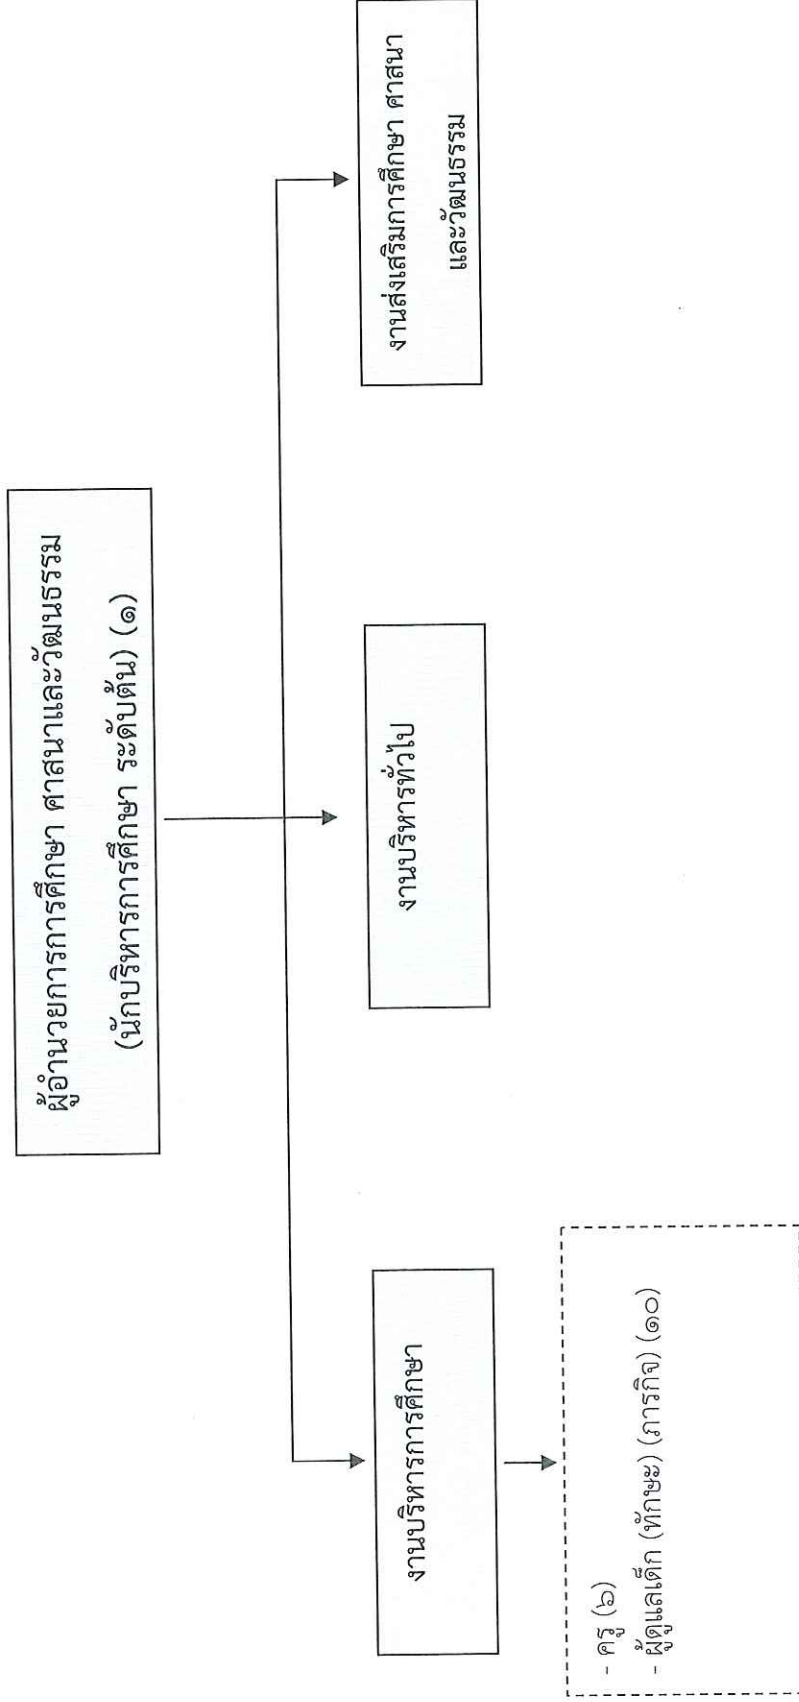 ผู้อำนวยการการศึกษา ศาสนาและวัฒนธรรม
(นักบริหารการศึกษา ระดับต้น) (๑)
งานบริหารการศึกษา
งานบริหารทั่วไป
งานส่งเสริมการศึกษา ศาสนา
และวัฒนธรรม
- ครู (๖)
- ผู้ดูแลเด็ก (ทักษะ) (ภารกิจ) (๑๐)